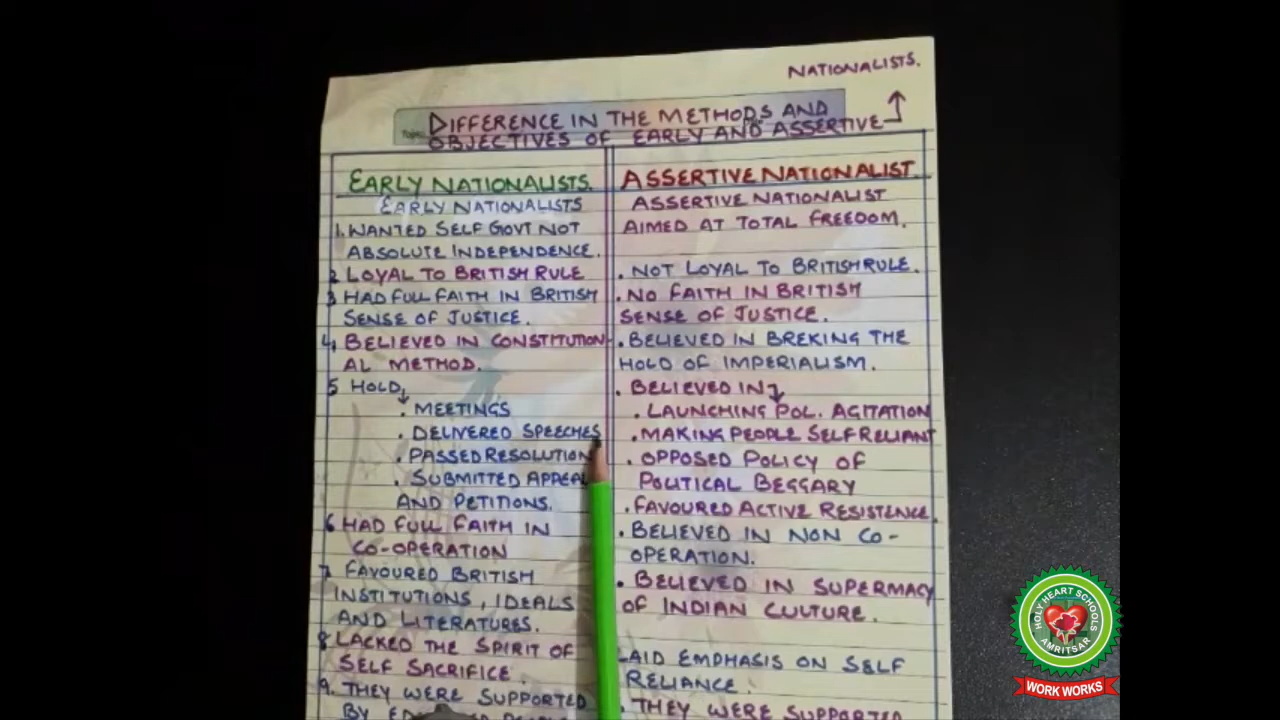 NATIONALISTS.
DIFFERENCE IN THE METHODS AND
OBJECTIVES OF EARLY AND ASSERTIVE
EARLY NATIONALISTS.
EARLY NATIONALISTS
1. WANTED SELF GOVT NOT
ABSOLUTE INDEPENDENCE.
2 LOYAL TO BRITISH RULE
3 HAD FULL FAITH IN BRITISH
SENSE OF JUSTICE.
4, BELIEVED IN CONSTITUTION-
AL METHOD.
5 HOLD
. MEETINGS
. DELIVERED SPEECHES
. PASSED RESOLUTION
. SUBMITTED APPEAL
AND PETITIONS.
6 HAD FULL FAITH IN
CO-OPERATION
7. FAVOURED BRITISH
INSTITUTIONS, IDEALS
AND LITERATURES.
8 LACKED THE SPIRIT OF
SELF SACRIFICE.
9. THEY WERE SUPPORTED
BY
ASSERTIVE NATIONALIST
ASSERTIVE NATIONALIST
AIMED AT TOTAL FREEDOM.
. NOT LOYAL TO BRITISH RULE.
. NO FAITH IN BRITISH
SENSE OF JUSTICE.
. BELIEVED IN BREKING THE
HOLD OF IMPERIALISM.
. BELIEVED IN
. LAUNCHING POL. AGITATION
. MAKING PEOPLE SELF RELIANT
. OPPOSED POLICY OF
POLITICAL BEGGARY
. FAVOURED ACTIVE RESISTENCE.
. BELIEVED IN NON CO-
OPERATION.
. BELIEVED IN SUPERMACY
OF INDIAN CULTURE.
LAID EMPHASIS ON SELF
RELIANCE.
. THEY WERE SUPPORTED
HOLY HEART SCHOOLS
AMRITSAR
WORK WORKS